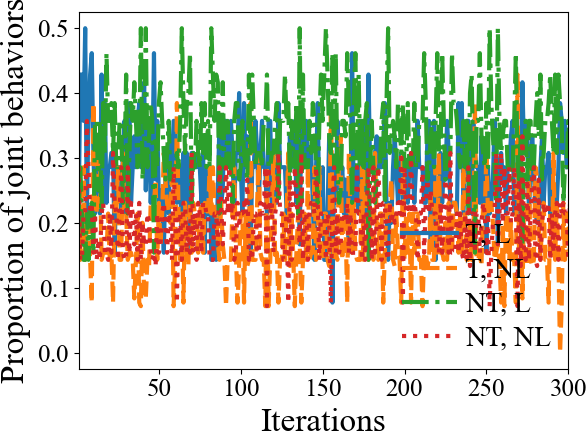 Proportion of joint behaviors
0.5
0.4
0.3
0.2
0.1
0.0
T, L
T, NL
NT, L
NT, NL
50
100
150
200
250
300
Iterations